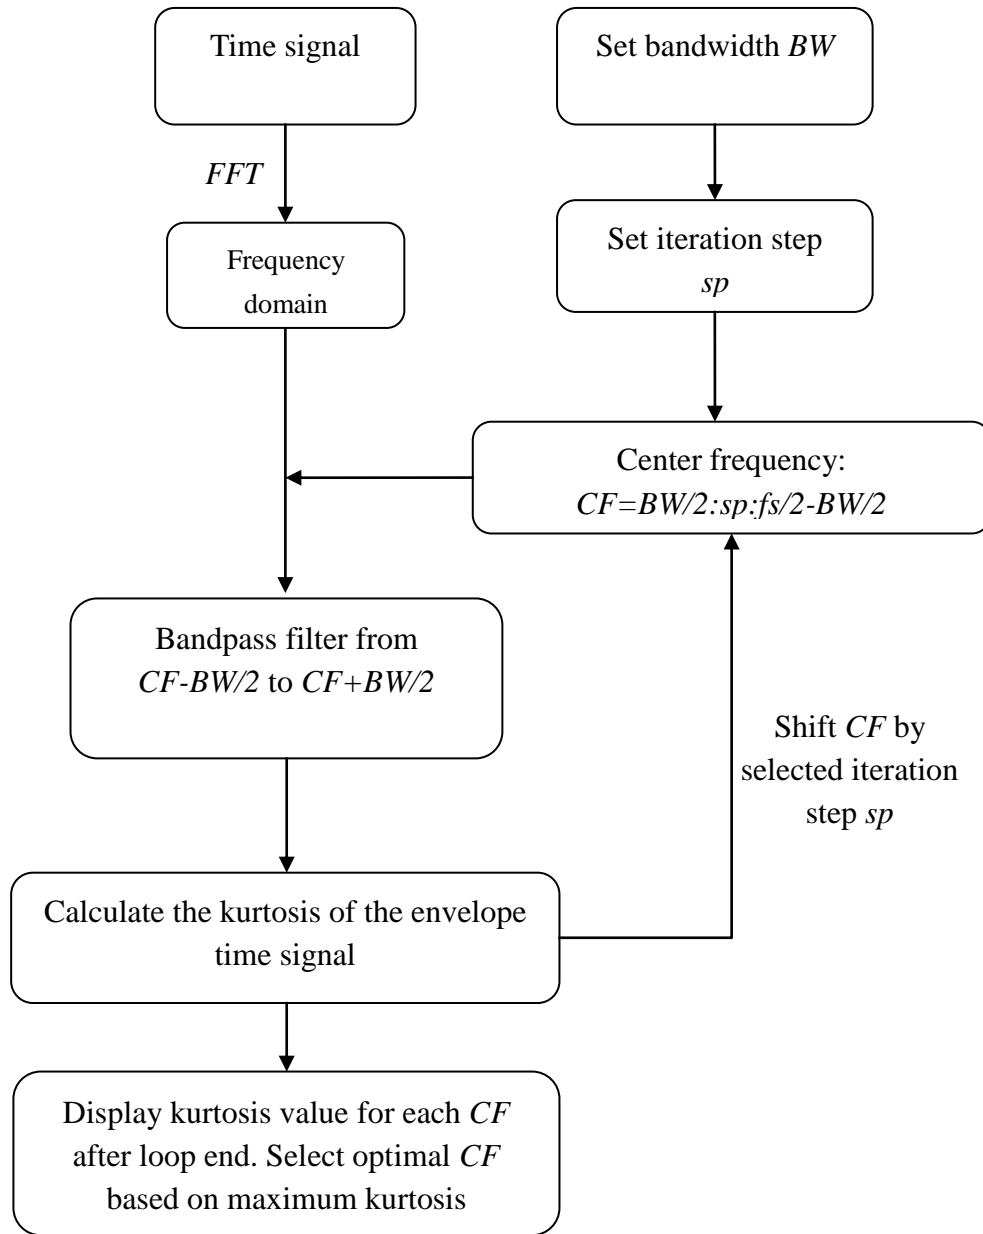 Time signal
Set bandwidth BW
FFT
Set iteration step
sp
Frequency
domain
Center frequency:
CF=BW/2:sp:fs/2-BW/2
Bandpass filter from
CF-BW/2 to CF+BW/2
Shift CF by
selected iteration
step sp
Calculate the kurtosis of the envelope
time signal
Display kurtosis value for each CF
after loop end. Select optimal CF
based on maximum kurtosis